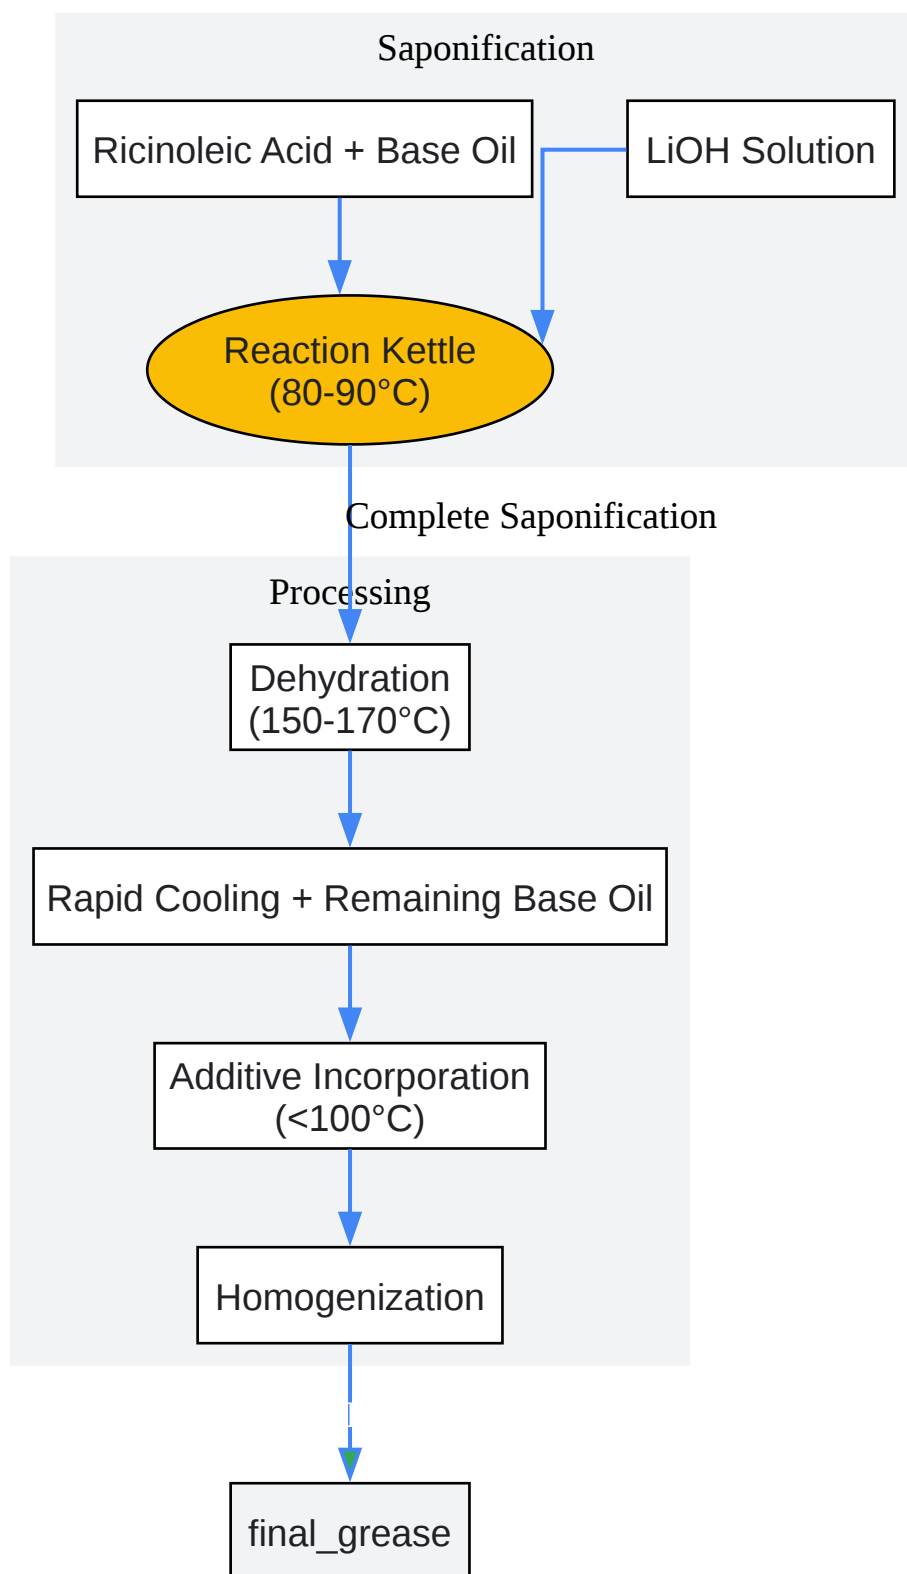 Saponification
Ricinoleic Acid + Base Oil
LiOH Solution
Reaction Kettle
(80-90°C)
Complete Saponification
Processing
Dehydration
(150-170°C)
Rapid Cooling + Remaining Base Oil
Additive Incorporation
(<100°C)
Homogenization
final_grease